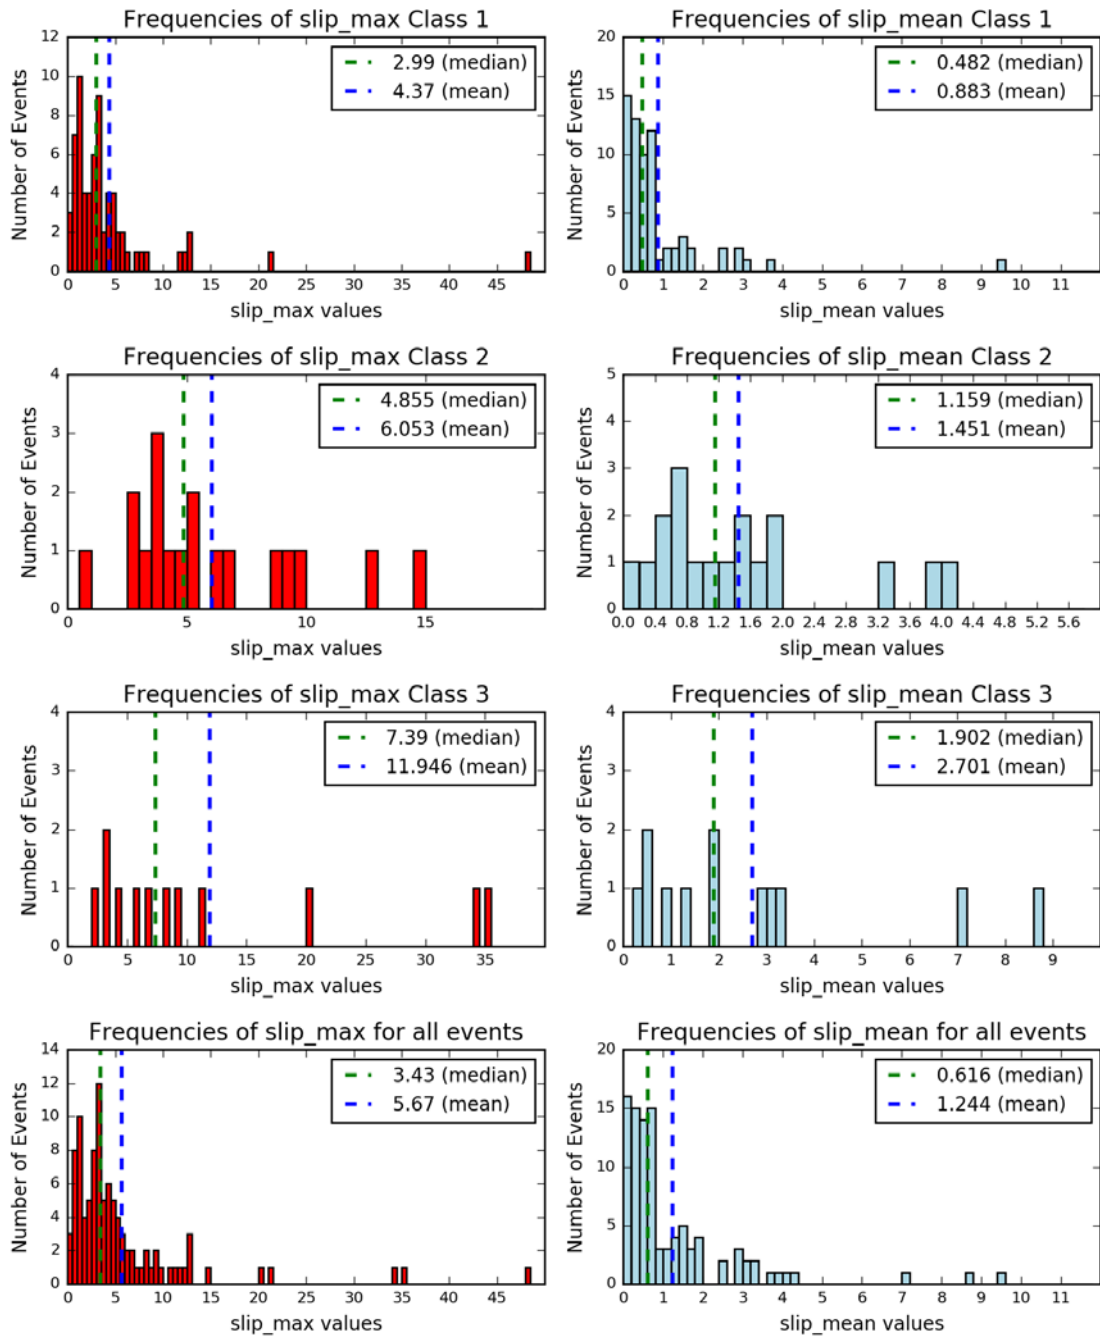 Frequencies of slip_max Class 1
12
10
8
6
4
2
0
Number of Events
2.99 (median)
4.37 (mean)
0 5 10 15 20 25 30 35 40 45
slip_max values
Frequencies of slip_mean Class 1
20
15
10
5
0
Number of Events
0.482 (median)
0.883 (mean)
0 1 2 3 4 5 6 7 8 9 10 11
slip_mean values
Frequencies of slip_max Class 2
4
3
2
1
0
Number of Events
4.855 (median)
6.053 (mean)
0 5 10 15
slip_max values
Frequencies of slip_mean Class 2
5
4
3
2
1
0
Number of Events
1.159 (median)
1.451 (mean)
0.0 0.4 0.8 1.2 1.6 2.0 2.4 2.8 3.2 3.6 4.0 4.4 4.8 5.2 5.6
slip_mean values
Frequencies of slip_max Class 3
4
3
2
1
0
Number of Events
7.39 (median)
11.946 (mean)
0 5 10 15 20 25 30 35
slip_max values
Frequencies of slip_mean Class 3
4
3
2
1
0
Number of Events
1.902 (median)
2.701 (mean)
0 1 2 3 4 5 6 7 8 9
slip_mean values
Frequencies of slip_max for all events
14
12
10
8
6
4
2
0
Number of Events
3.43 (median)
5.67 (mean)
0 5 10 15 20 25 30 35 40 45
slip_max values
Frequencies of slip_mean for all events
20
15
10
5
0
Number of Events
0.616 (median)
1.244 (mean)
0 1 2 3 4 5 6 7 8 9 10 11
slip_mean values